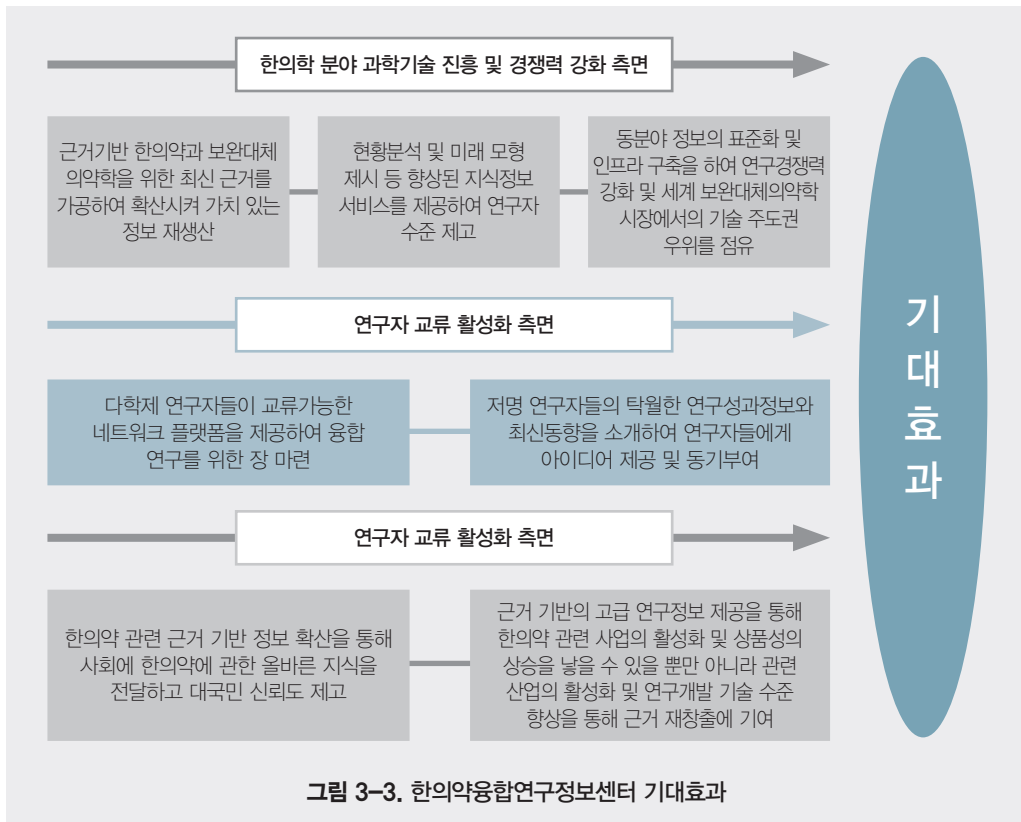 한의학 분야 과학기술 진흥 및 경쟁력 강화 측면
근거기반 한의약과 보완대체
의약학을 위한 최신 근거를
가공하여 확산시켜 가치 있는
정보 재생산
현황분석 및 미래 모형
제시 등 향상된 지식정보
서비스를 제공하여 연구자
수준 제고
동분야 정보의 표준화 및
인프라 구축을 하여 연구경쟁력
강화 및 세계 보완대체의약학
시장에서의 기술 주도권
우위를 점유
연구자 교류 활성화 측면
다학제 연구자들이 교류가능한
네트워크 플랫폼을 제공하여 융합
연구를 위한 장 마련
저명 연구자들의 탁월한 연구성과정보와
최신동향을 소개하여 연구자들에게
아이디어 제공 및 동기부여
연구자 교류 활성화 측면
한의약 관련 근거 기반 정보 확산을 통해
사회에 한의약에 관한 올바른 지식을
전달하고 대국민 신뢰도 제고
근거 기반의 고급 연구정보 제공을 통해
한의약 관련 사업의 활성화 및 상품성의
상승을 낳을 수 있을 뿐만 아니라 관련
산업의 활성화 및 연구개발 기술 수준
향상을 통해 근거 재창출에 기여
기
대
효
과
그림 3-3. 한의약융합연구정보센터 기대효과